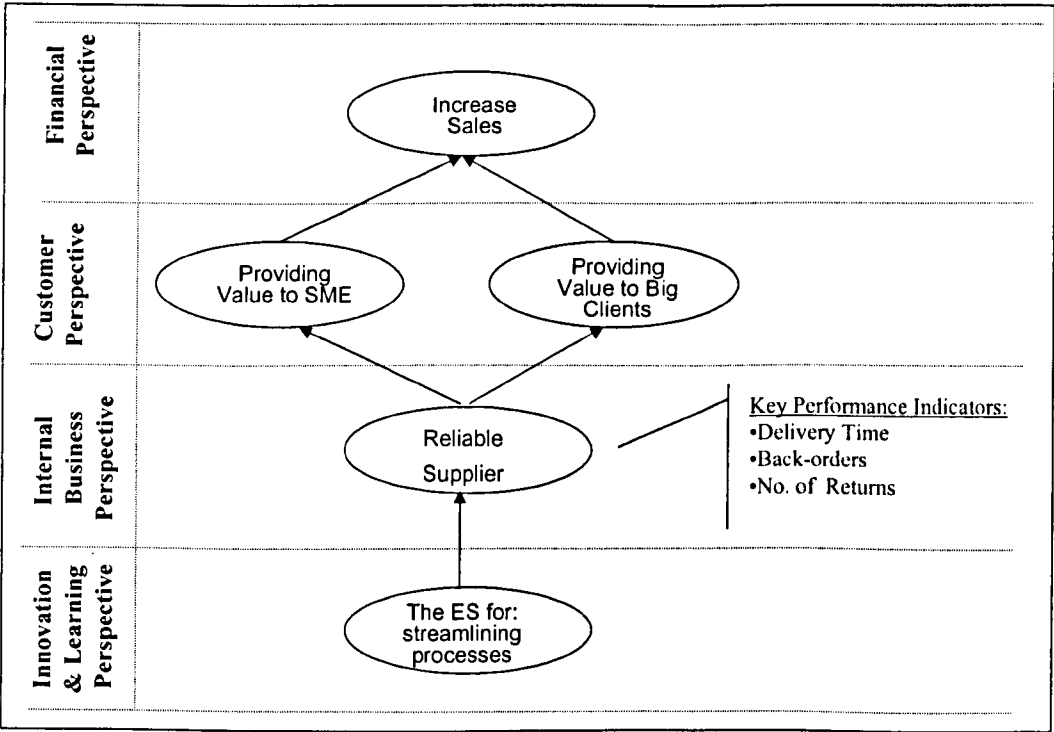 Financial
Perspective
Increase
Sales
Customer
Perspective
Providing
Value to SME
Providing
Value to Big
Clients
Internal
Business
Perspective
Reliable
Supplier
Key Performance Indicators:
•Delivery Time
•Back-orders
•No. of Returns
Innovation
& Learning
Perspective
The ES for:
streamlining
processes